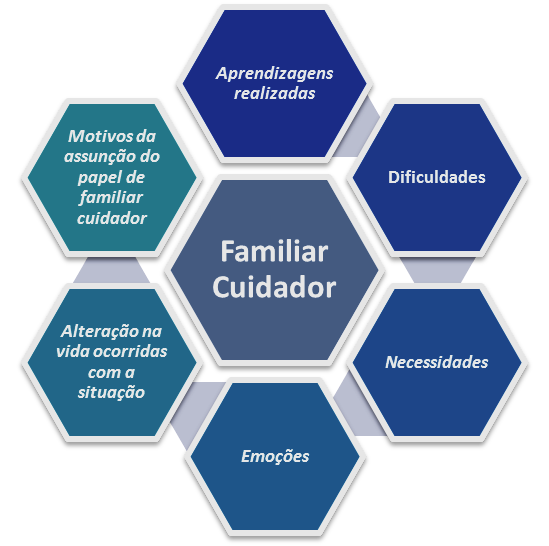 Aprendizagens
realizadas
Dificuldades
Necessidades
Emoções
Alteração na
vida ocorridas
com a
situação
Motivos da
assunção do
papel de
familiar
cuidador
Familiar
Cuidador